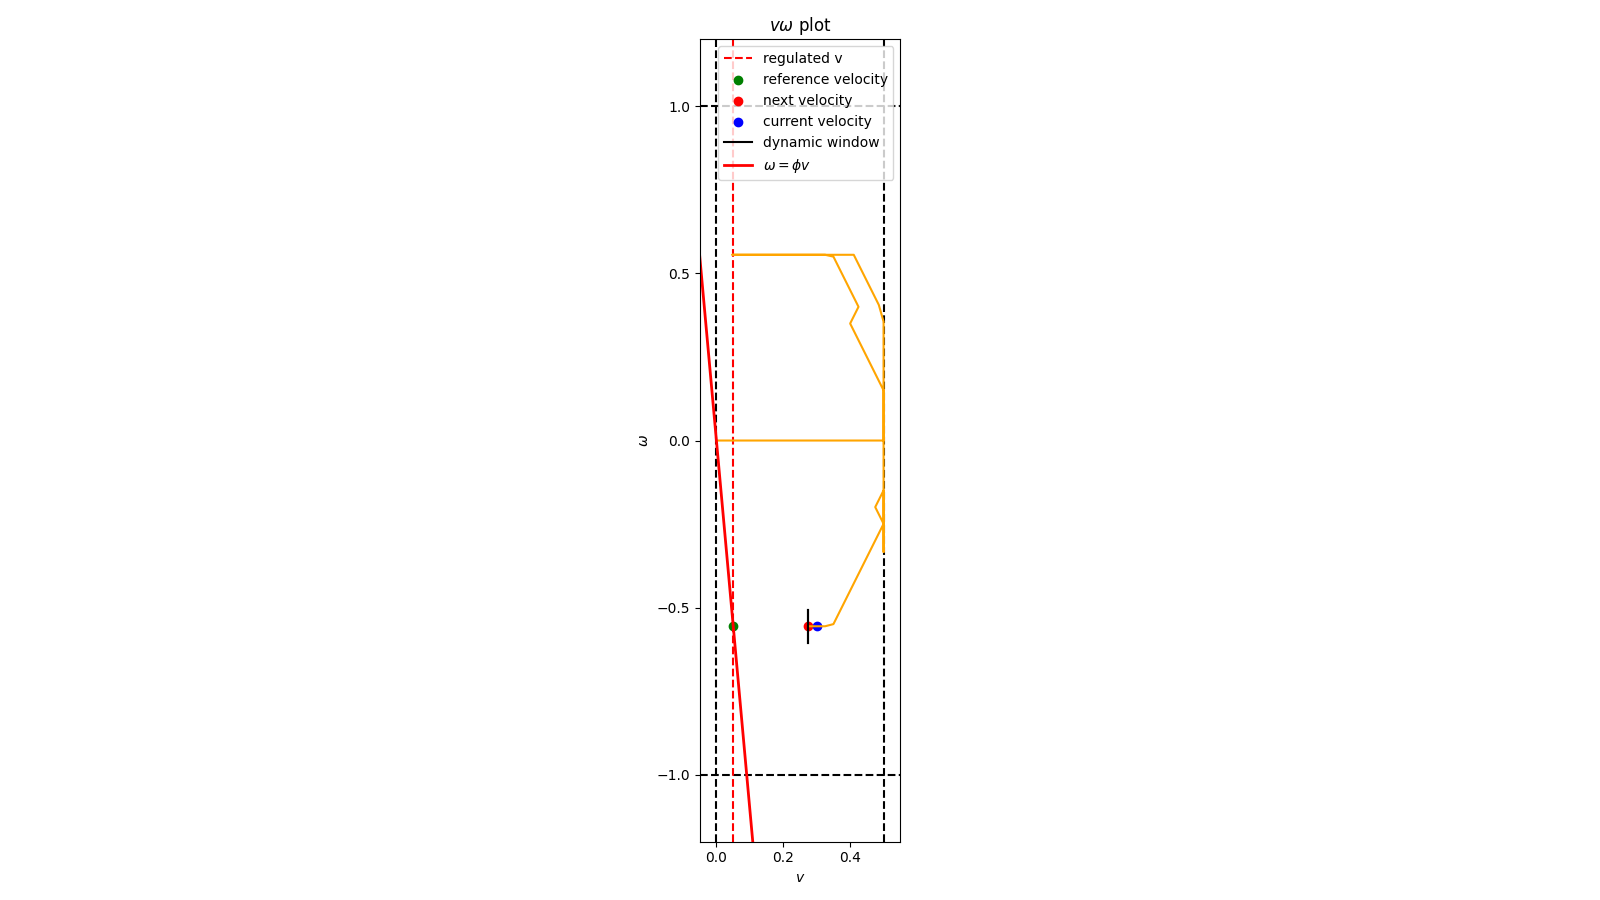 vω plot
regulated v
reference velocity
next velocity
current velocity
dynamic window
ω = ϕv
1.0
0.5
0.0
−0.5
−1.0
ω
0.0 0.2 0.4
v